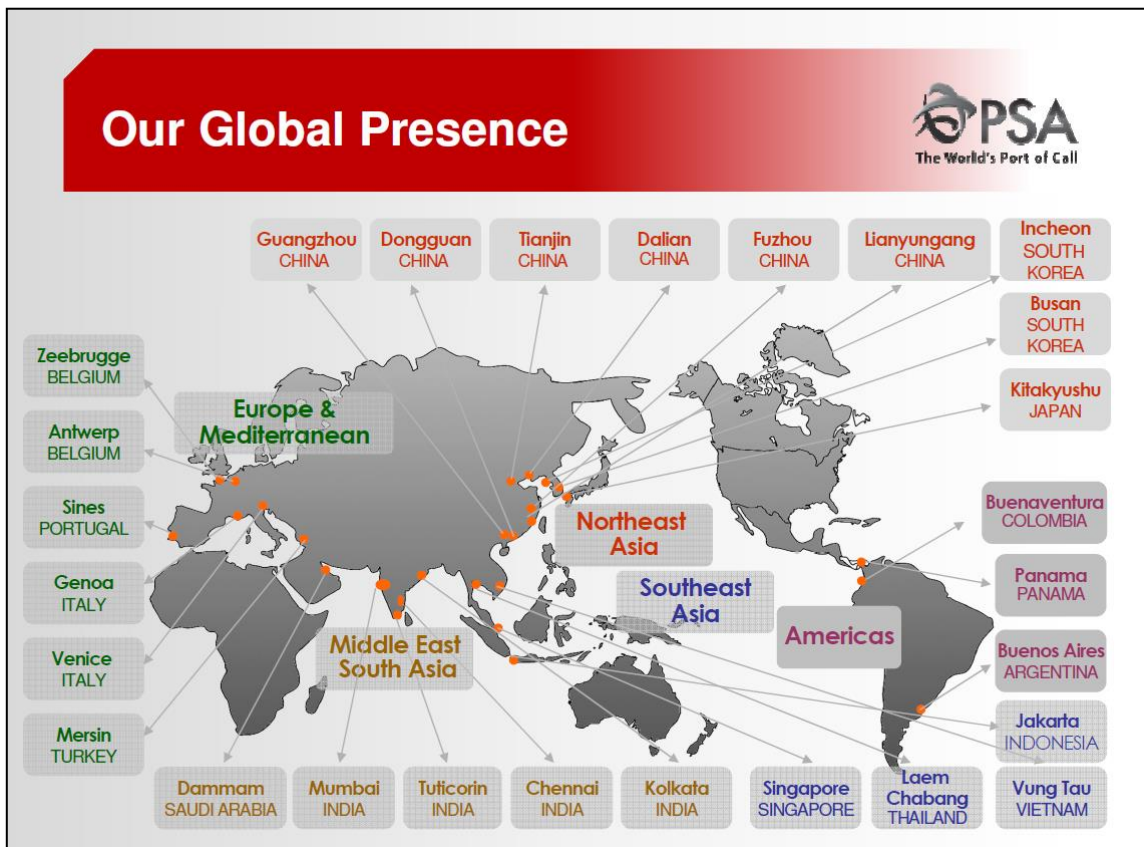 Our Global Presence
PSA
The World's Port of Call
Guangzhou
CHINA
Dongguan
CHINA
Tianjin
CHINA
Dalian
CHINA
Fuzhou
CHINA
Lianyungang
CHINA
Incheon
SOUTH
KOREA
Busan
SOUTH
KOREA
Kitakyushu
JAPAN
Zeebrugge
BELGIUM
Antwerp
BELGIUM
Sines
PORTUGAL
Genoa
ITALY
Venice
ITALY
Mersin
TURKEY
Europe &
Mediterranean
Northeast
Asia
Southeast
Asia
Middle East
South Asia
Americas
Buenaventura
COLOMBIA
Panama
PANAMA
Buenos Aires
ARGENTINA
Jakarta
INDONESIA
Dammam
SAUDI ARABIA
Mumbai
INDIA
Tuticorin
INDIA
Chennai
INDIA
Kolkata
INDIA
Singapore
SINGAPORE
Laem
Chabang
THAILAND
Vung Tau
VIETNAM